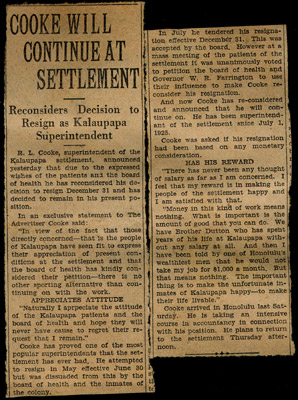 COOKE WILL
CONTINUE AT
SETTLEMENT
Reconsiders Decision to
Resign as Kalaupapa
Superintendent
R. L. Cooke, superintendent of the
Kalaupapa settlement, announced
yesterday that due to the expressed
wishes of the patients and the board
of health he has reconsidered his de-
cision to resign December 31 and has
decided to remain in his present po-
sition.
In an exclusive statement to The
Advertiser Cooke said:
"In view of the fact that those
directly concerned—that is the people
of Kalaupapa have seen fit to express
their appreciation of present con-
ditions at the settlement and that
the board of health has kindly con-
sidered their petition—there is no
other sporting alternative than con-
tinuing on with the work.
APPRECIATES ATTITUDE
"Naturally I appreciate the attitude
of the Kalaupapa patients and the
board of health and hope they will
never have cause to regret their re-
quest that I remain."
Cooke has proved one of the most
popular superintendents that the set-
tlement has ever had. He attempted
to resign in May effective June 30
but was dissuaded from this by the
board of health and the inmates of
the colony.
In July he tendered his resigna-
tion effective December 31. This was
accepted by the board. However at a
mass meeting of the patients of the
settlement it was unanimously voted
to petition the board of health and
Governor W. R. Farrington to use
their influence to make Cooke re-
consider his resignation.
And now Cooke has re-considered
and announced that he will con-
tinue on. He has been superintend-
ant of the settlement since July 1,
1925.
Cooke was asked if his resignation
had been based on any monetary
consideration.
HAS HIS REWARD
"There has never been any thought
of salary as far as I am concerned. I
feel that my reward is in making the
people of the settlement happy and
I am satisfied with that.
"Money in this kind of work means
nothing. What is important is the
amount of good that you can do. We
have Brother Dutton who has spent
years of his life at Kalaupapa with-
out any salary at all. And then I
have been told by one of Honolulu's
wealthiest men that he would not
take my job for $1,000 a month. But
that means nothing. The important
thing is to make the unfortunate in-
mates of Kalaupapa happy—to make
their life livable."
Cooke arrived in Honolulu last Sat-
urday. He is taking an intensive
course in accountancy in connection
with his position. He plans to return
to the settlement Thursday after-
noon.